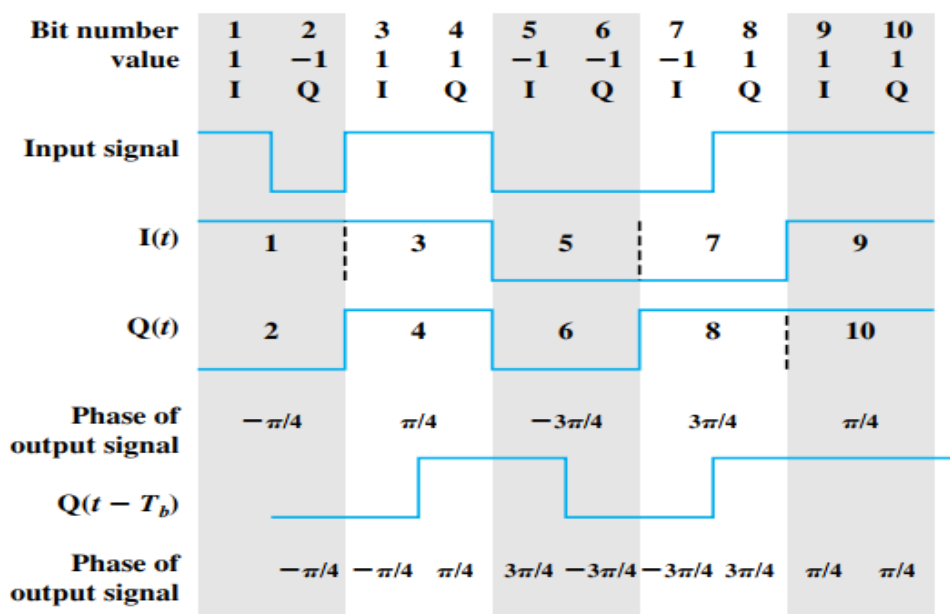 Bit number 1 2 3 4 5 6 7 8 9 10
value 1 −1 1 1 −1 −1 −1 1 1 1
I Q I Q I Q I Q I Q
Input signal
I(t) 1 3 5 7 9
Q(t) 2 4 6 8 10
Phase of
output signal −π/4 π/4 −3π/4 3π/4 π/4
Q(t − T_b)
Phase of
output signal −π/4 −π/4 π/4 3π/4 −3π/4 −3π/4 3π/4 π/4 π/4